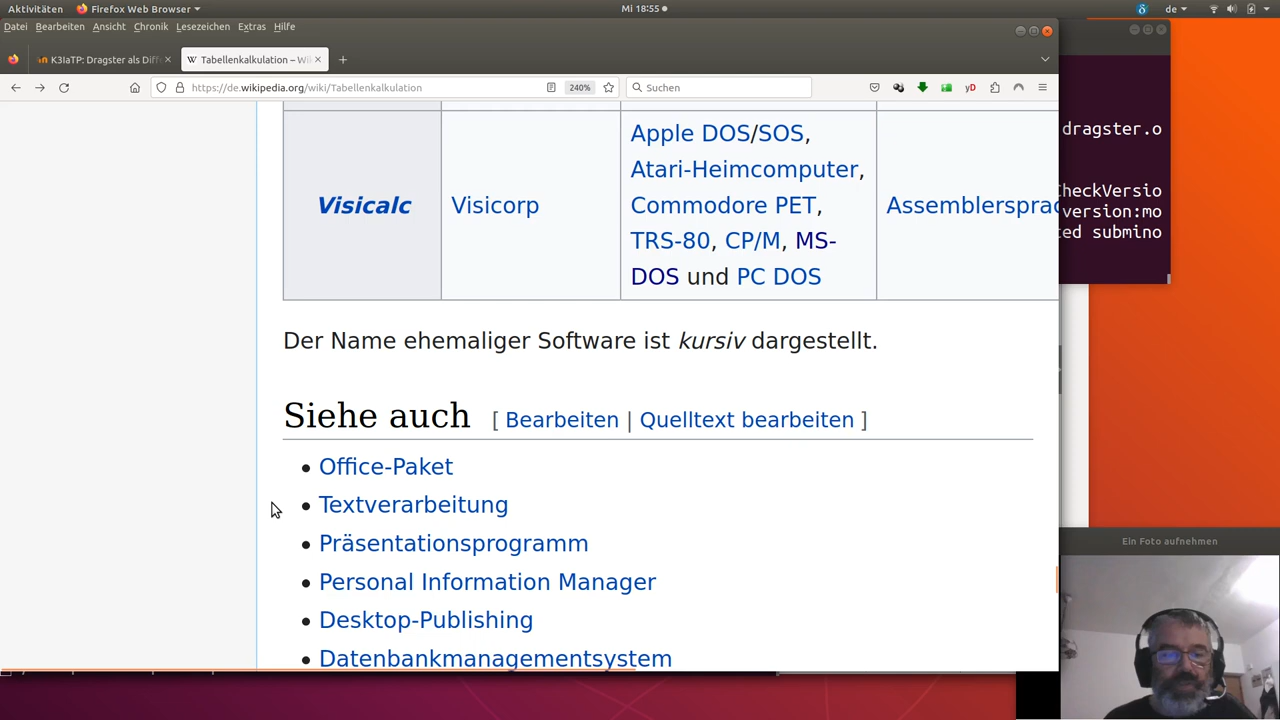 Aktivitäten
Firefox Web Browser
Mi 18:55
de
Datei Bearbeiten Ansicht Chronik Lesezeichen Extras Hilfe
K3IaTP: Dragster als Diff
Tabellenkalkulation – Wi
https://de.wikipedia.org/wiki/Tabellenkalkulation
240%
Suchen
yD
Visicalc
Visicorp
Apple DOS/SOS,
Atari-Heimcomputer,
Commodore PET,
TRS-80, CP/M, MS-
DOS und PC DOS
Assemblersprac
Der Name ehemaliger Software ist kursiv dargestellt.
Siehe auch [ Bearbeiten | Quelltext bearbeiten ]
Office-Paket
Textverarbeitung
Präsentationsprogramm
Personal Information Manager
Desktop-Publishing
Datenbankmanagementsystem
dragster.o
CheckVersio
version:mo
ted submino
Ein Foto aufnehmen